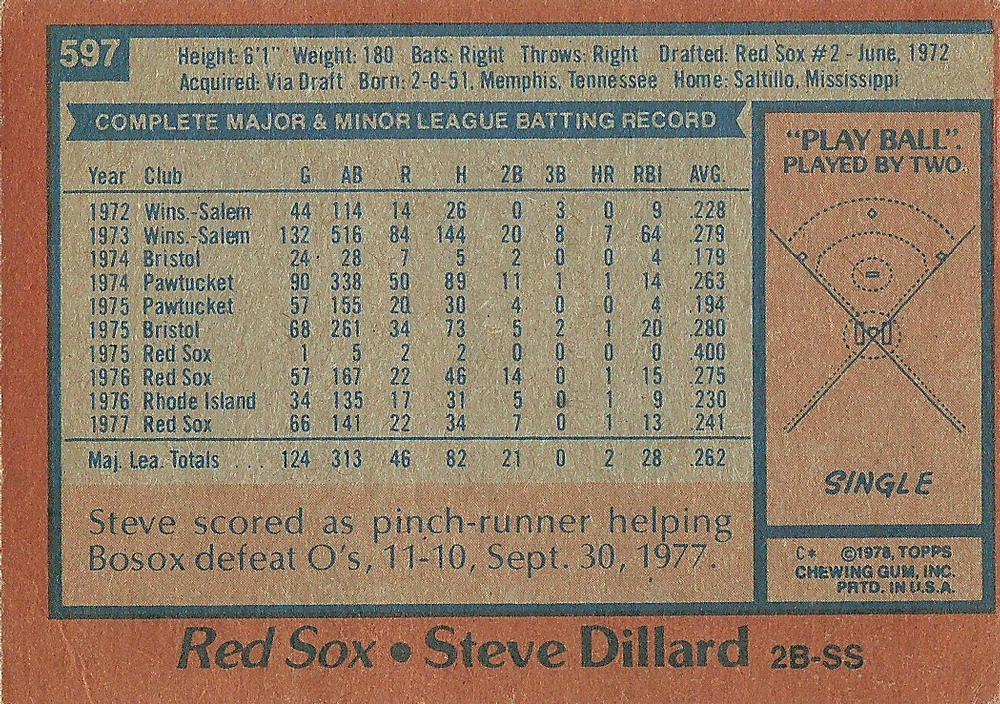 597
Height: 6'1" Weight: 180 Bats: Right Throws: Right Drafted: Red Sox #2 - June, 1972
Acquired: Via Draft Born: 2-8-51, Memphis, Tennessee Home: Saltillo, Mississippi
COMPLETE MAJOR & MINOR LEAGUE BATTING RECORD
Year Club G AB R H 2B 3B HR RBI AVG.
1972 Wins.-Salem 44 114 14 26 0 3 0 9 .228
1973 Wins.-Salem 132 516 84 144 20 8 7 64 .279
1974 Bristol 24 28 7 5 2 0 0 4 .179
1974 Pawtucket 90 338 50 89 11 1 1 14 .263
1975 Pawtucket 57 155 20 30 4 0 0 4 .194
1975 Bristol 68 261 34 73 5 2 1 20 .280
1975 Red Sox 1 5 2 2 0 0 0 0 .400
1976 Red Sox 57 167 22 46 14 0 1 15 .275
1976 Rhode Island 34 135 17 31 5 0 1 9 .230
1977 Red Sox 66 141 22 34 7 0 1 13 .241
Maj. Lea. Totals ... 124 313 46 82 21 0 2 28 .262
Steve scored as pinch-runner helping
Bosox defeat O's, 11-10, Sept. 30, 1977.
"PLAY BALL".
PLAYED BY TWO
SINGLE
C* ©1978, TOPPS
CHEWING GUM, INC.
PRTD. IN U.S.A.
Red Sox • Steve Dillard 2B-SS